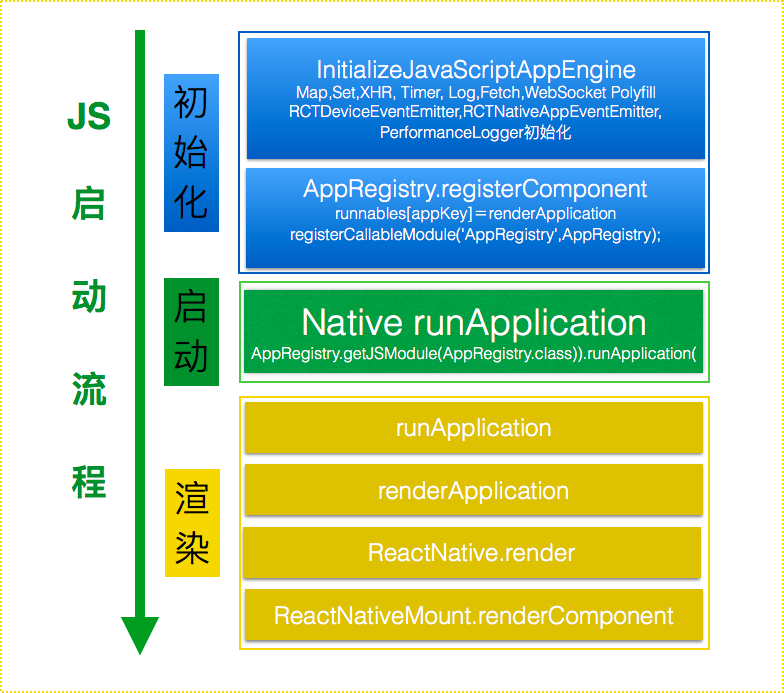 JS
启
动
流
程
初
始
化
InitializeJavaScriptAppEngine
Map,Set,XHR, Timer, Log,Fetch,WebSocket Polyfill
RCTDeviceEventEmitter,RCTNativeAppEventEmitter,
PerformanceLogger初始化
AppRegistry.registerComponent
runnables[appKey]=renderApplication
registerCallableModule('AppRegistry',AppRegistry);
启
动
Native runApplication
AppRegistry.getJSModule(AppRegistry.class)).runApplication(
渲
染
runApplication
renderApplication
ReactNative.render
ReactNativeMount.renderComponent